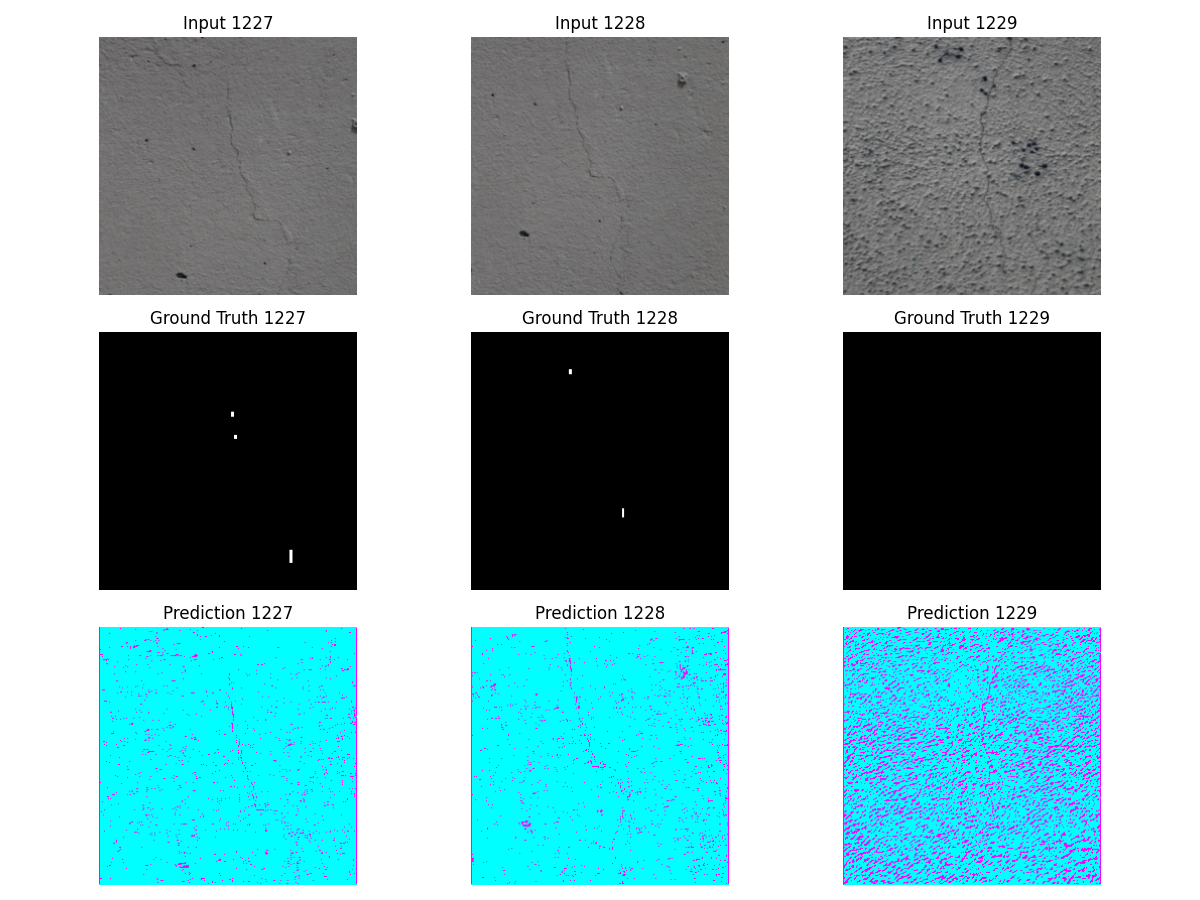 Input 1227
Input 1228
Input 1229
Ground Truth 1227
Ground Truth 1228
Ground Truth 1229
Prediction 1227
Prediction 1228
Prediction 1229